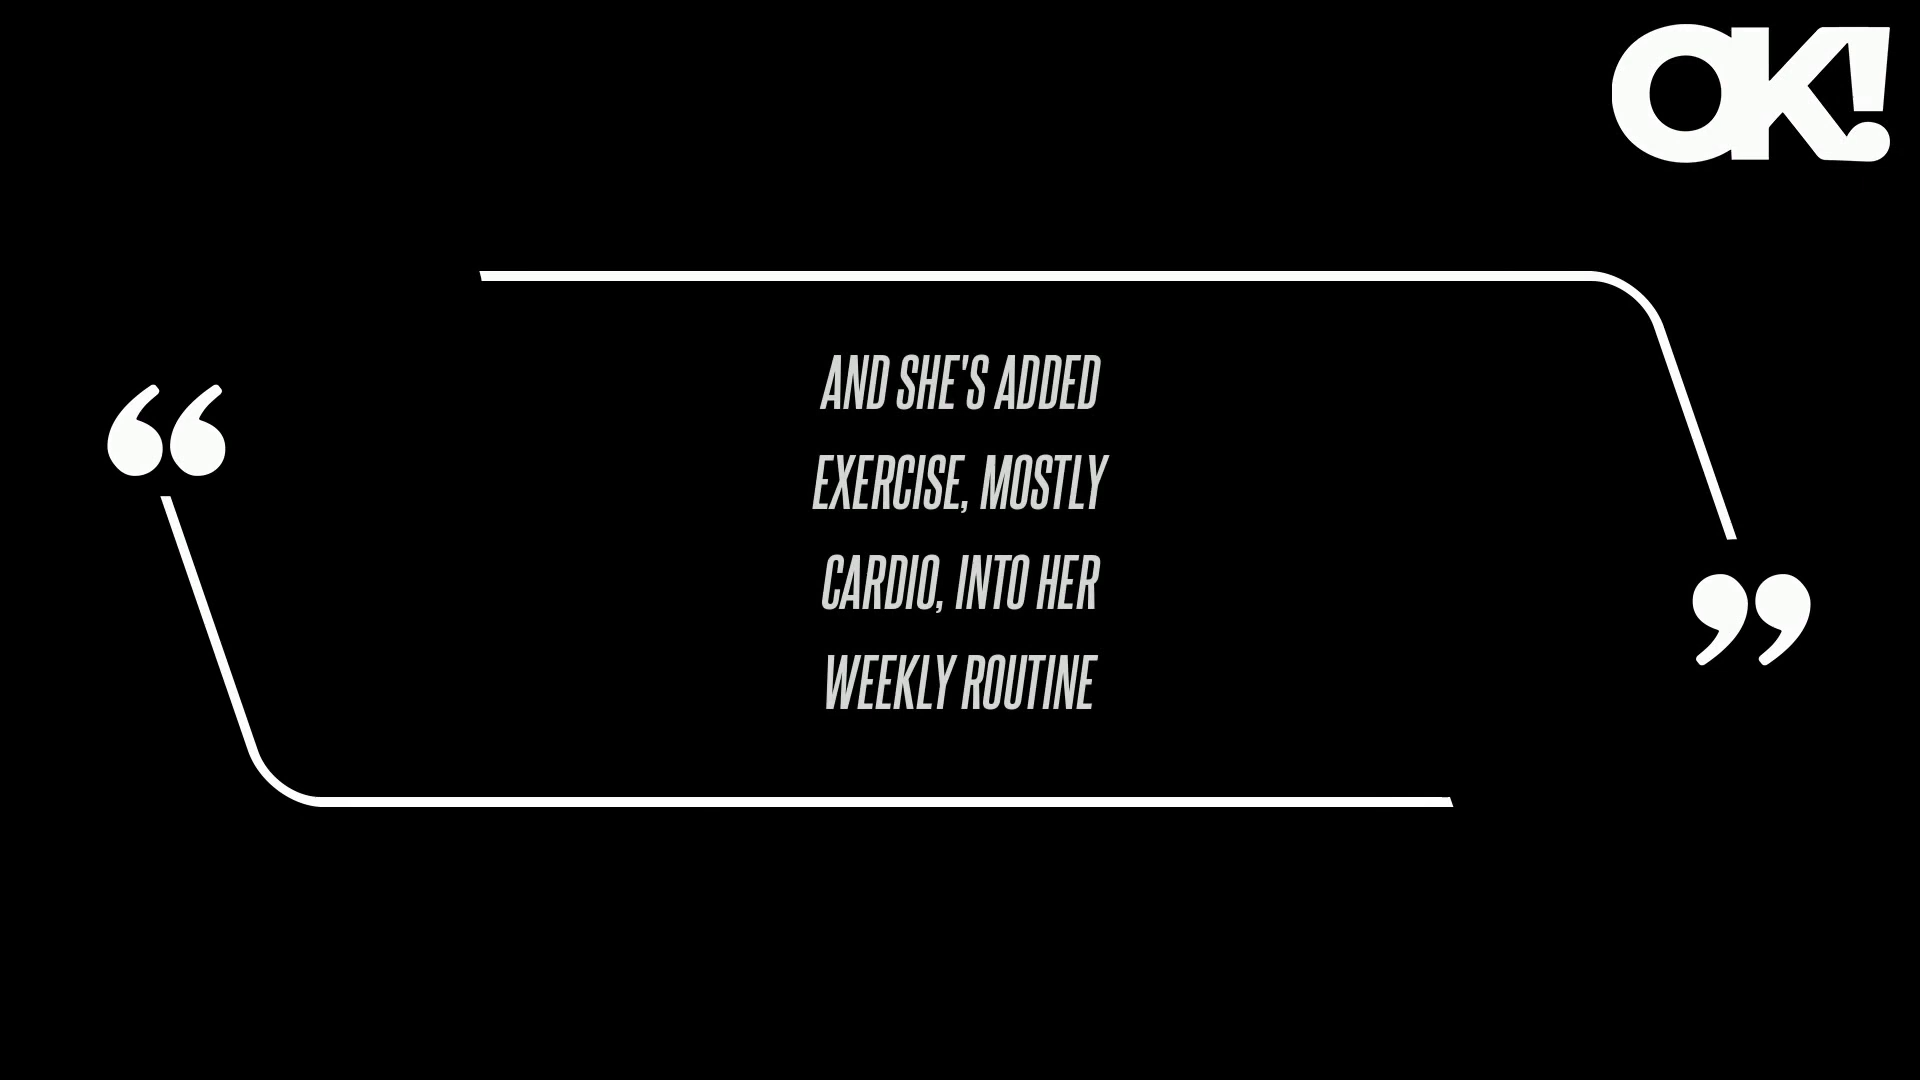 OK!
“
AND SHE'S ADDED
EXERCISE, MOSTLY
CARDIO, INTO HER
WEEKLY ROUTINE
”